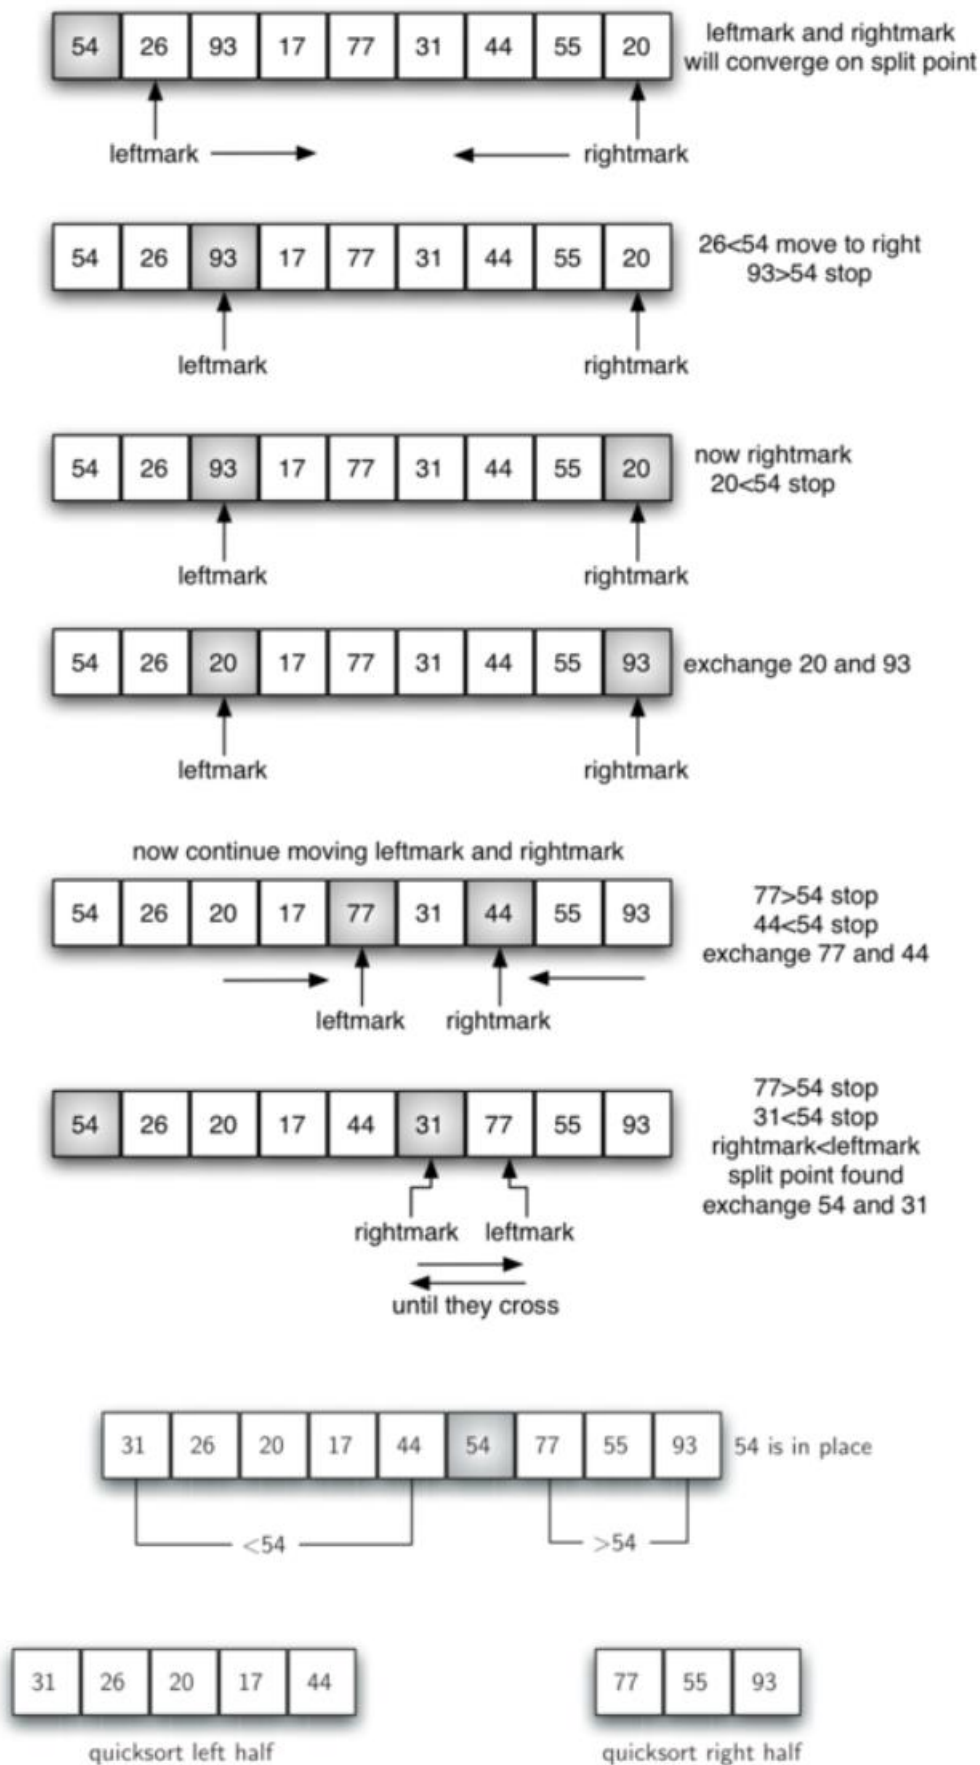 54 26 93 17 77 31 44 55 20
leftmark and rightmark
will converge on split point
leftmark
rightmark
54 26 93 17 77 31 44 55 20
26<54 move to right
93>54 stop
leftmark
rightmark
54 26 93 17 77 31 44 55 20
now rightmark
20<54 stop
leftmark
rightmark
54 26 20 17 77 31 44 55 93
exchange 20 and 93
leftmark
rightmark
now continue moving leftmark and rightmark
54 26 20 17 77 31 44 55 93
77>54 stop
44<54 stop
exchange 77 and 44
leftmark
rightmark
54 26 20 17 44 31 77 55 93
77>54 stop
31<54 stop
rightmark<leftmark
split point found
exchange 54 and 31
rightmark
leftmark
until they cross
31 26 20 17 44 54 77 55 93
54 is in place
<54
>54
31 26 20 17 44
77 55 93
quicksort left half
quicksort right half